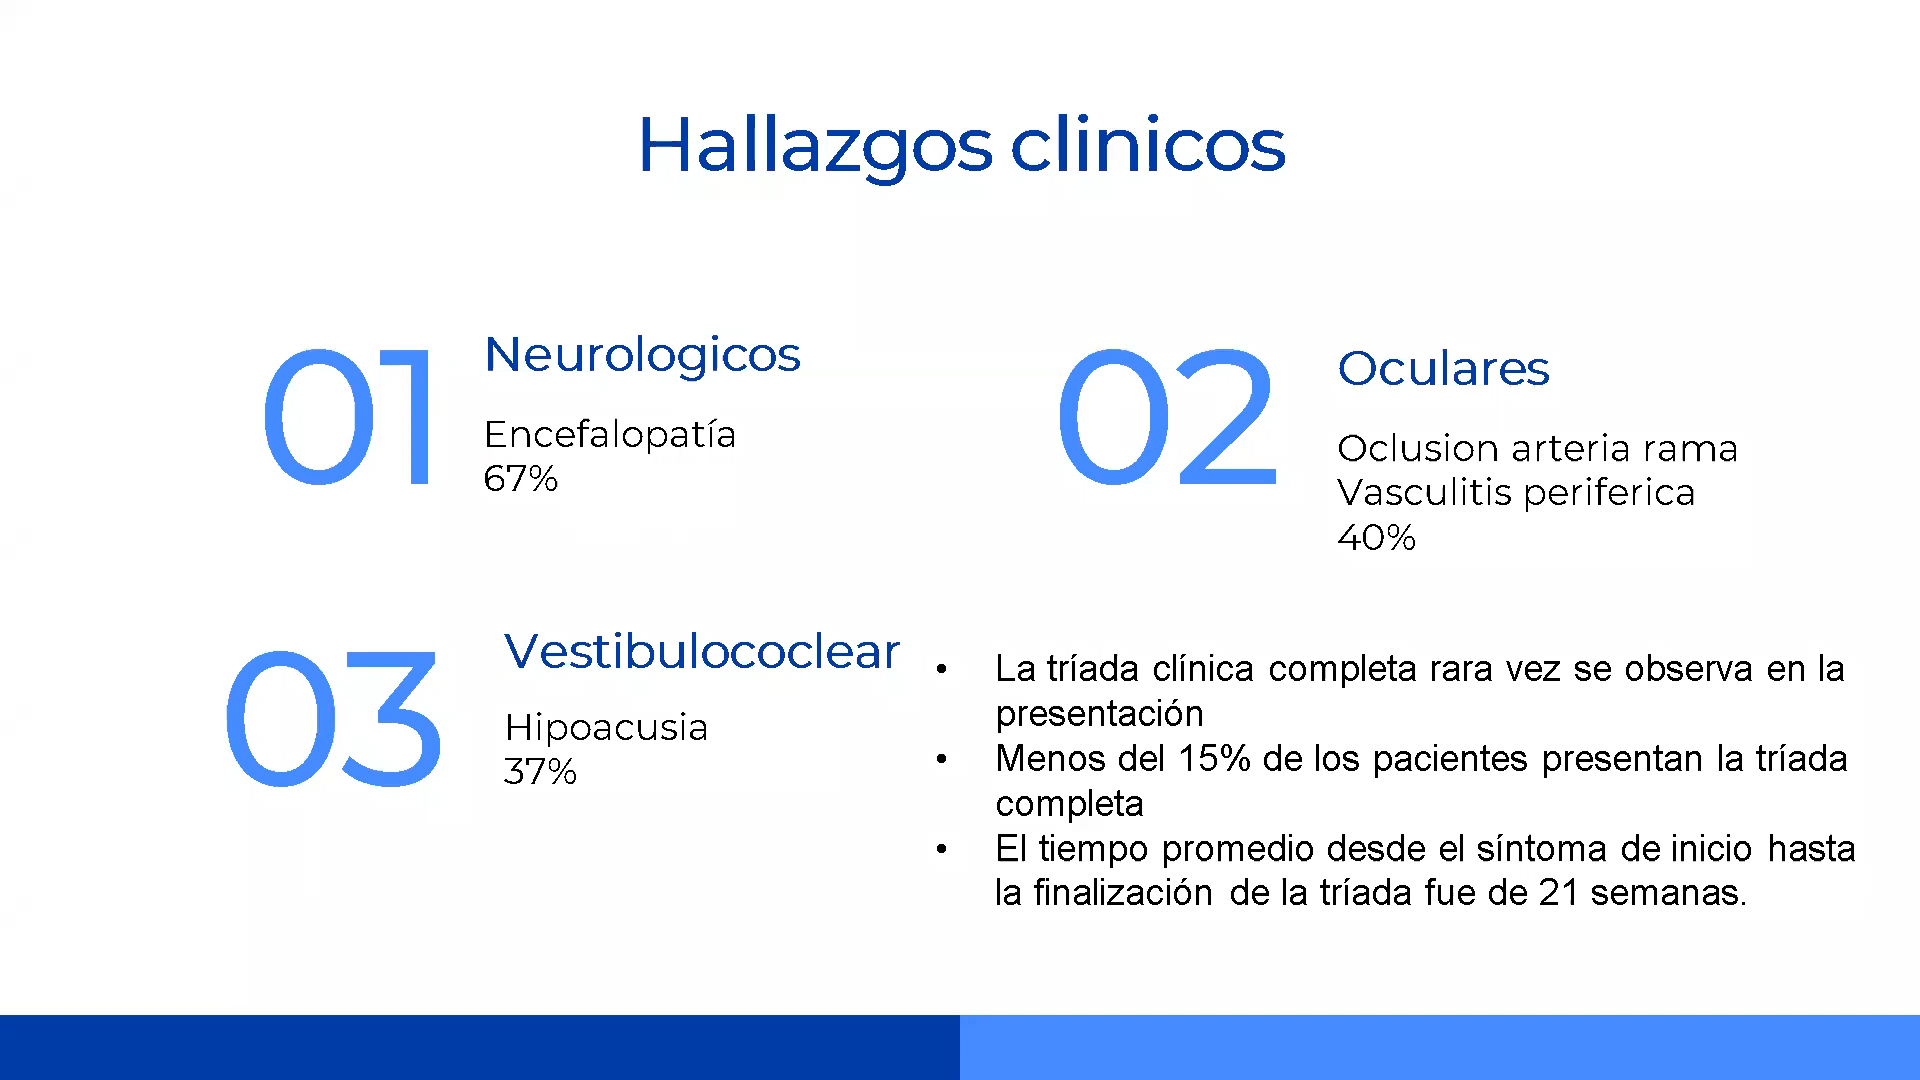 Hallazgos clinicos
01
Neurologicos
Encefalopatía
67%
02
Oculares
Oclusion arteria rama
Vasculitis periferica
40%
03
Vestibulococlear
Hipoacusia
37%
• La tríada clínica completa rara vez se observa en la
presentación
• Menos del 15% de los pacientes presentan la tríada
completa
• El tiempo promedio desde el síntoma de inicio hasta
la finalización de la tríada fue de 21 semanas.